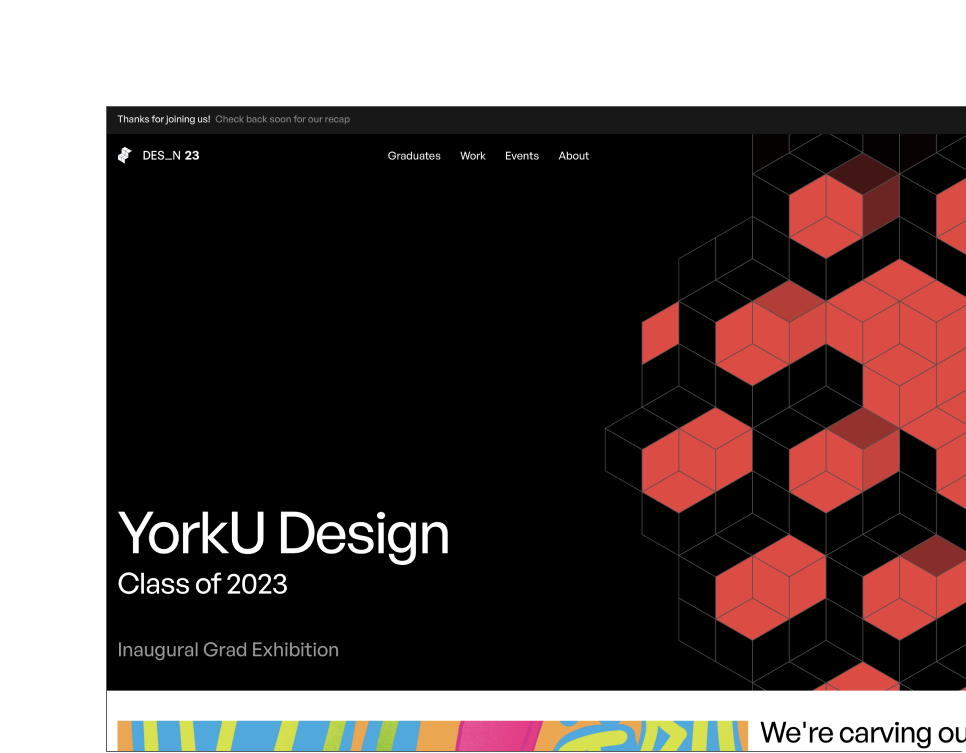 Thanks for joining us! Check back soon for our recap
DES_N 23
Graduates Work Events About
YorkU Design
Class of 2023
Inaugural Grad Exhibition
We're carving ou